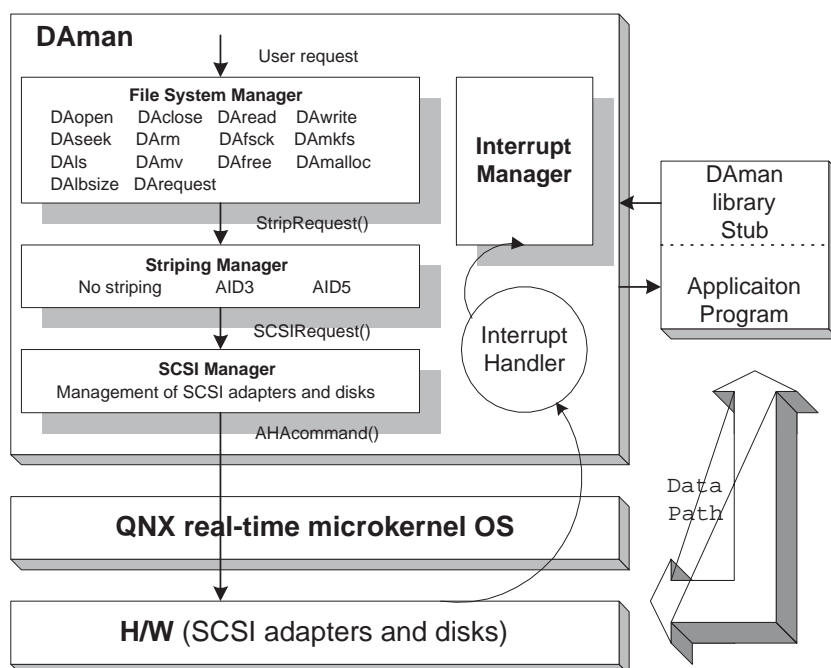 DAman
User request
File System Manager
DAopen DAclose DAread DAwrite
DAseek DArm DAfsck DAmkfs
DAls DAmv DAfree DAmalloc
DAlbsize DArequest
StripRequest()
Striping Manager
No striping AID3 AID5
SCSIRequest()
SCSI Manager
Management of SCSI adapters and disks
AHAcommand()
Interrupt
Manager
Interrupt
Handler
DAman
library
Stub
Applicaiton
Program
Data
Path
QNX real-time microkernel OS
H/W (SCSI adapters and disks)